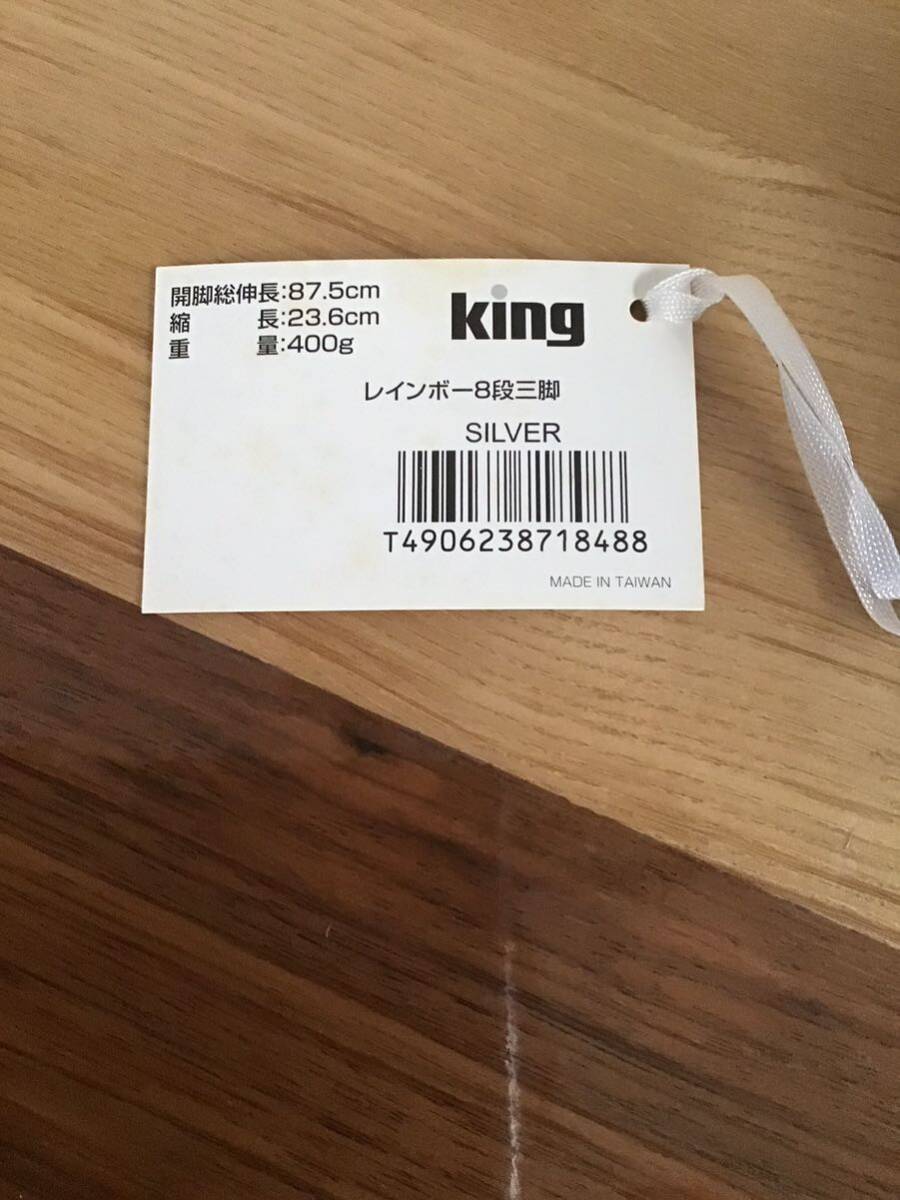 開脚総伸長:87.5cm
縮 長:23.6cm
重 量:400g
king
レインボー8段三脚
SILVER
T4906238718488
MADE IN TAIWAN